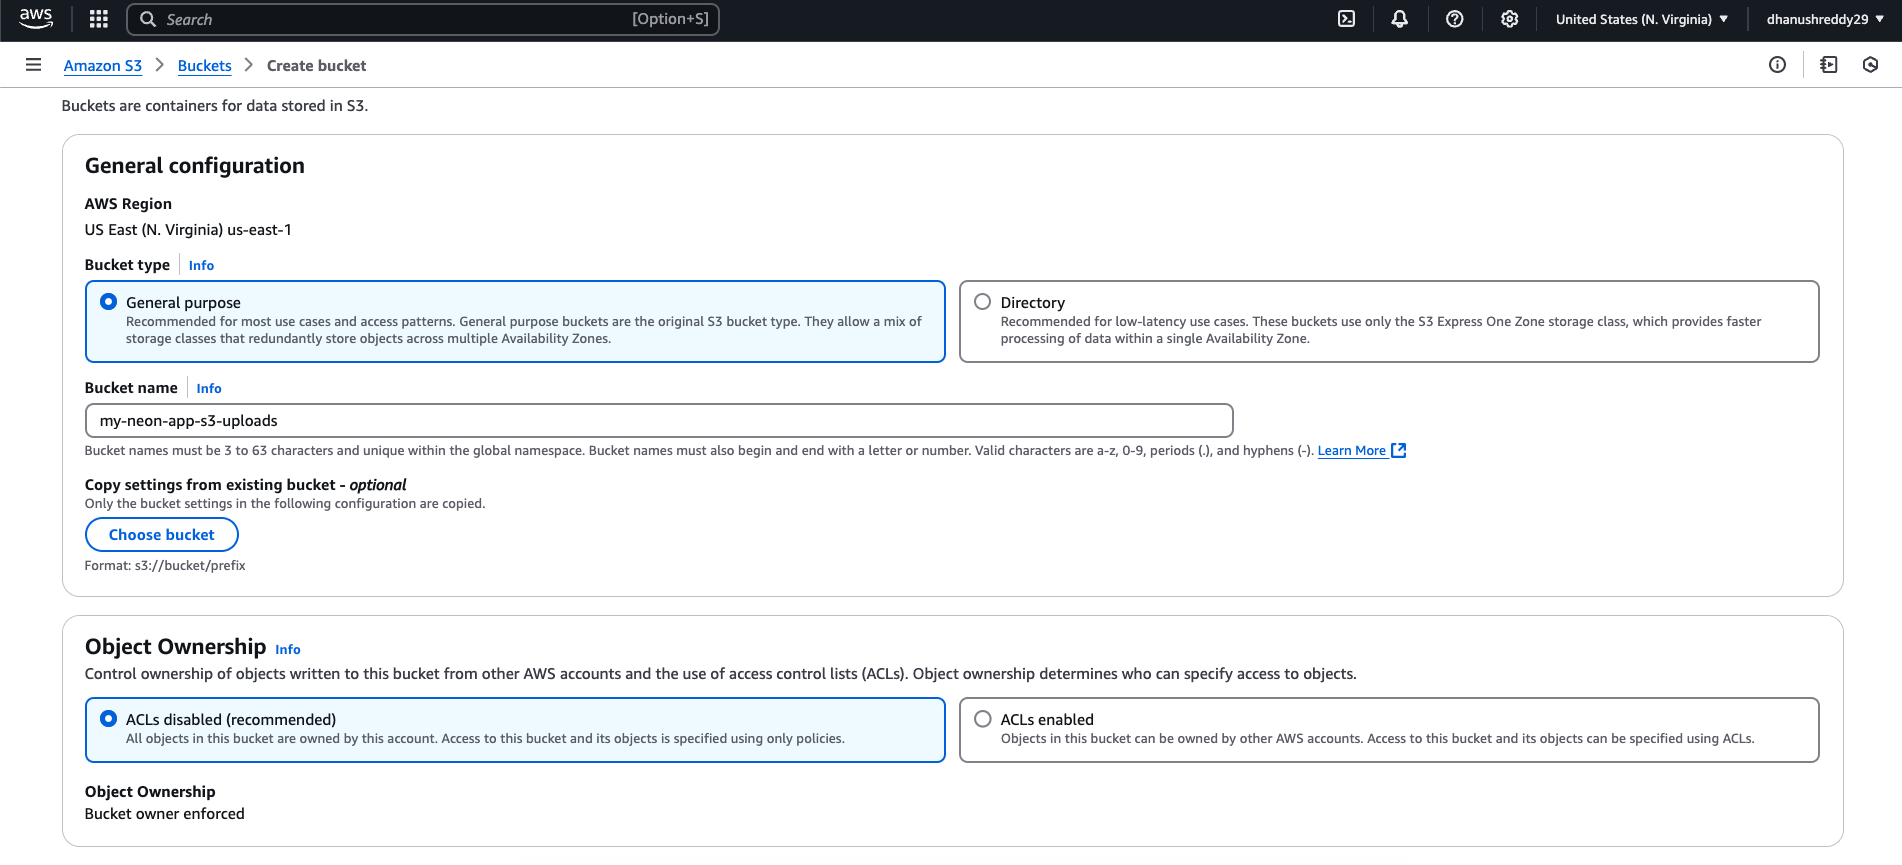 aws
Search [Option+S]
United States (N. Virginia) ▼
dhanushreddy29 ▼
Amazon S3 > Buckets > Create bucket
Buckets are containers for data stored in S3.
General configuration
AWS Region
US East (N. Virginia) us-east-1
Bucket type Info
General purpose
Recommended for most use cases and access patterns. General purpose buckets are the original S3 bucket type. They allow a mix of
storage classes that redundantly store objects across multiple Availability Zones.
Directory
Recommended for low-latency use cases. These buckets use only the S3 Express One Zone storage class, which provides faster
processing of data within a single Availability Zone.
Bucket name Info
my-neon-app-s3-uploads
Bucket names must be 3 to 63 characters and unique within the global namespace. Bucket names must also begin and end with a letter or number. Valid characters are a-z, 0-9, periods (.), and hyphens (-). Learn More
Copy settings from existing bucket - optional
Only the bucket settings in the following configuration are copied.
Choose bucket
Format: s3://bucket/prefix
Object Ownership Info
Control ownership of objects written to this bucket from other AWS accounts and the use of access control lists (ACLs). Object ownership determines who can specify access to objects.
ACLs disabled (recommended)
All objects in this bucket are owned by this account. Access to this bucket and its objects is specified using only policies.
ACLs enabled
Objects in this bucket can be owned by other AWS accounts. Access to this bucket and its objects can be specified using ACLs.
Object Ownership
Bucket owner enforced